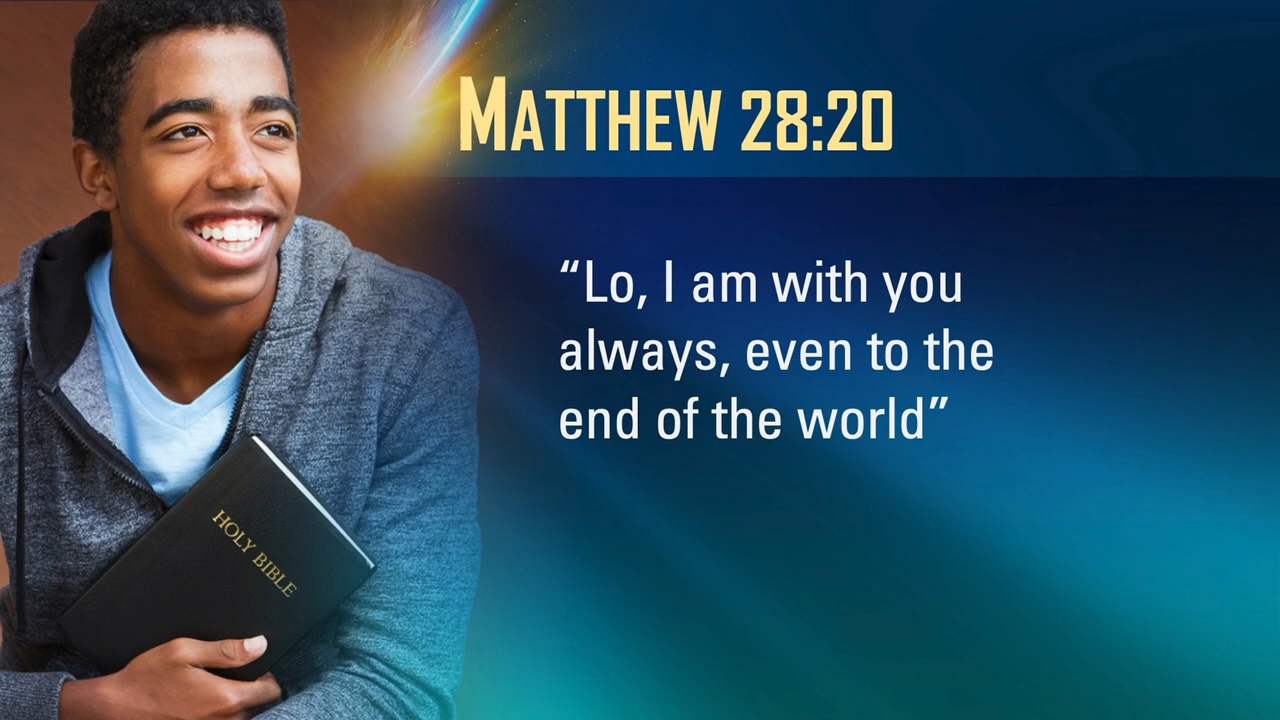 MATTHEW 28:20
“Lo, I am with you
always, even to the
end of the world”
HOLY BIBLE